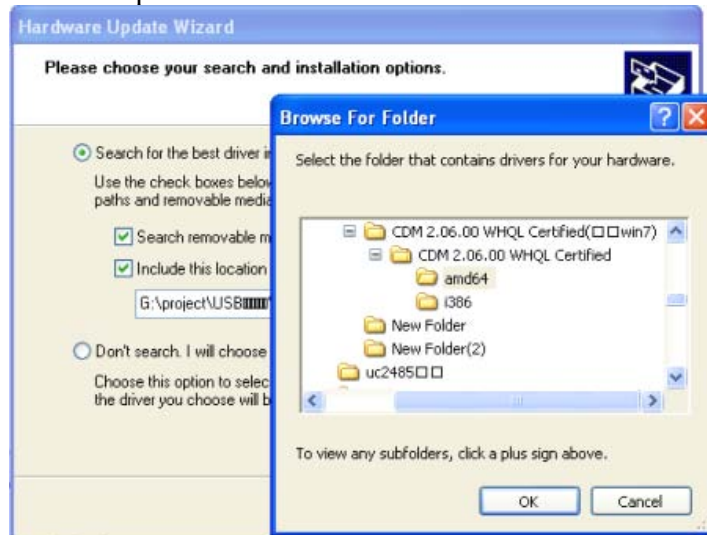 Hardware Update Wizard
Please choose your search and installation options.
Browse For Folder
Select the folder that contains drivers for your hardware.
Search for the best driver
Use the check boxes below
paths and removable media
Search removable
Include this location
G:\project\USB
Don't search. I will choose
Choose this option to
the driver you choose will
CDM 2.06.00 WHQL Certified(□□win7)
CDM 2.06.00 WHQL Certified
amd64
i386
New Folder
New Folder(2)
uc2485□□
To view any subfolders, click a plus sign above.
OK
Cancel